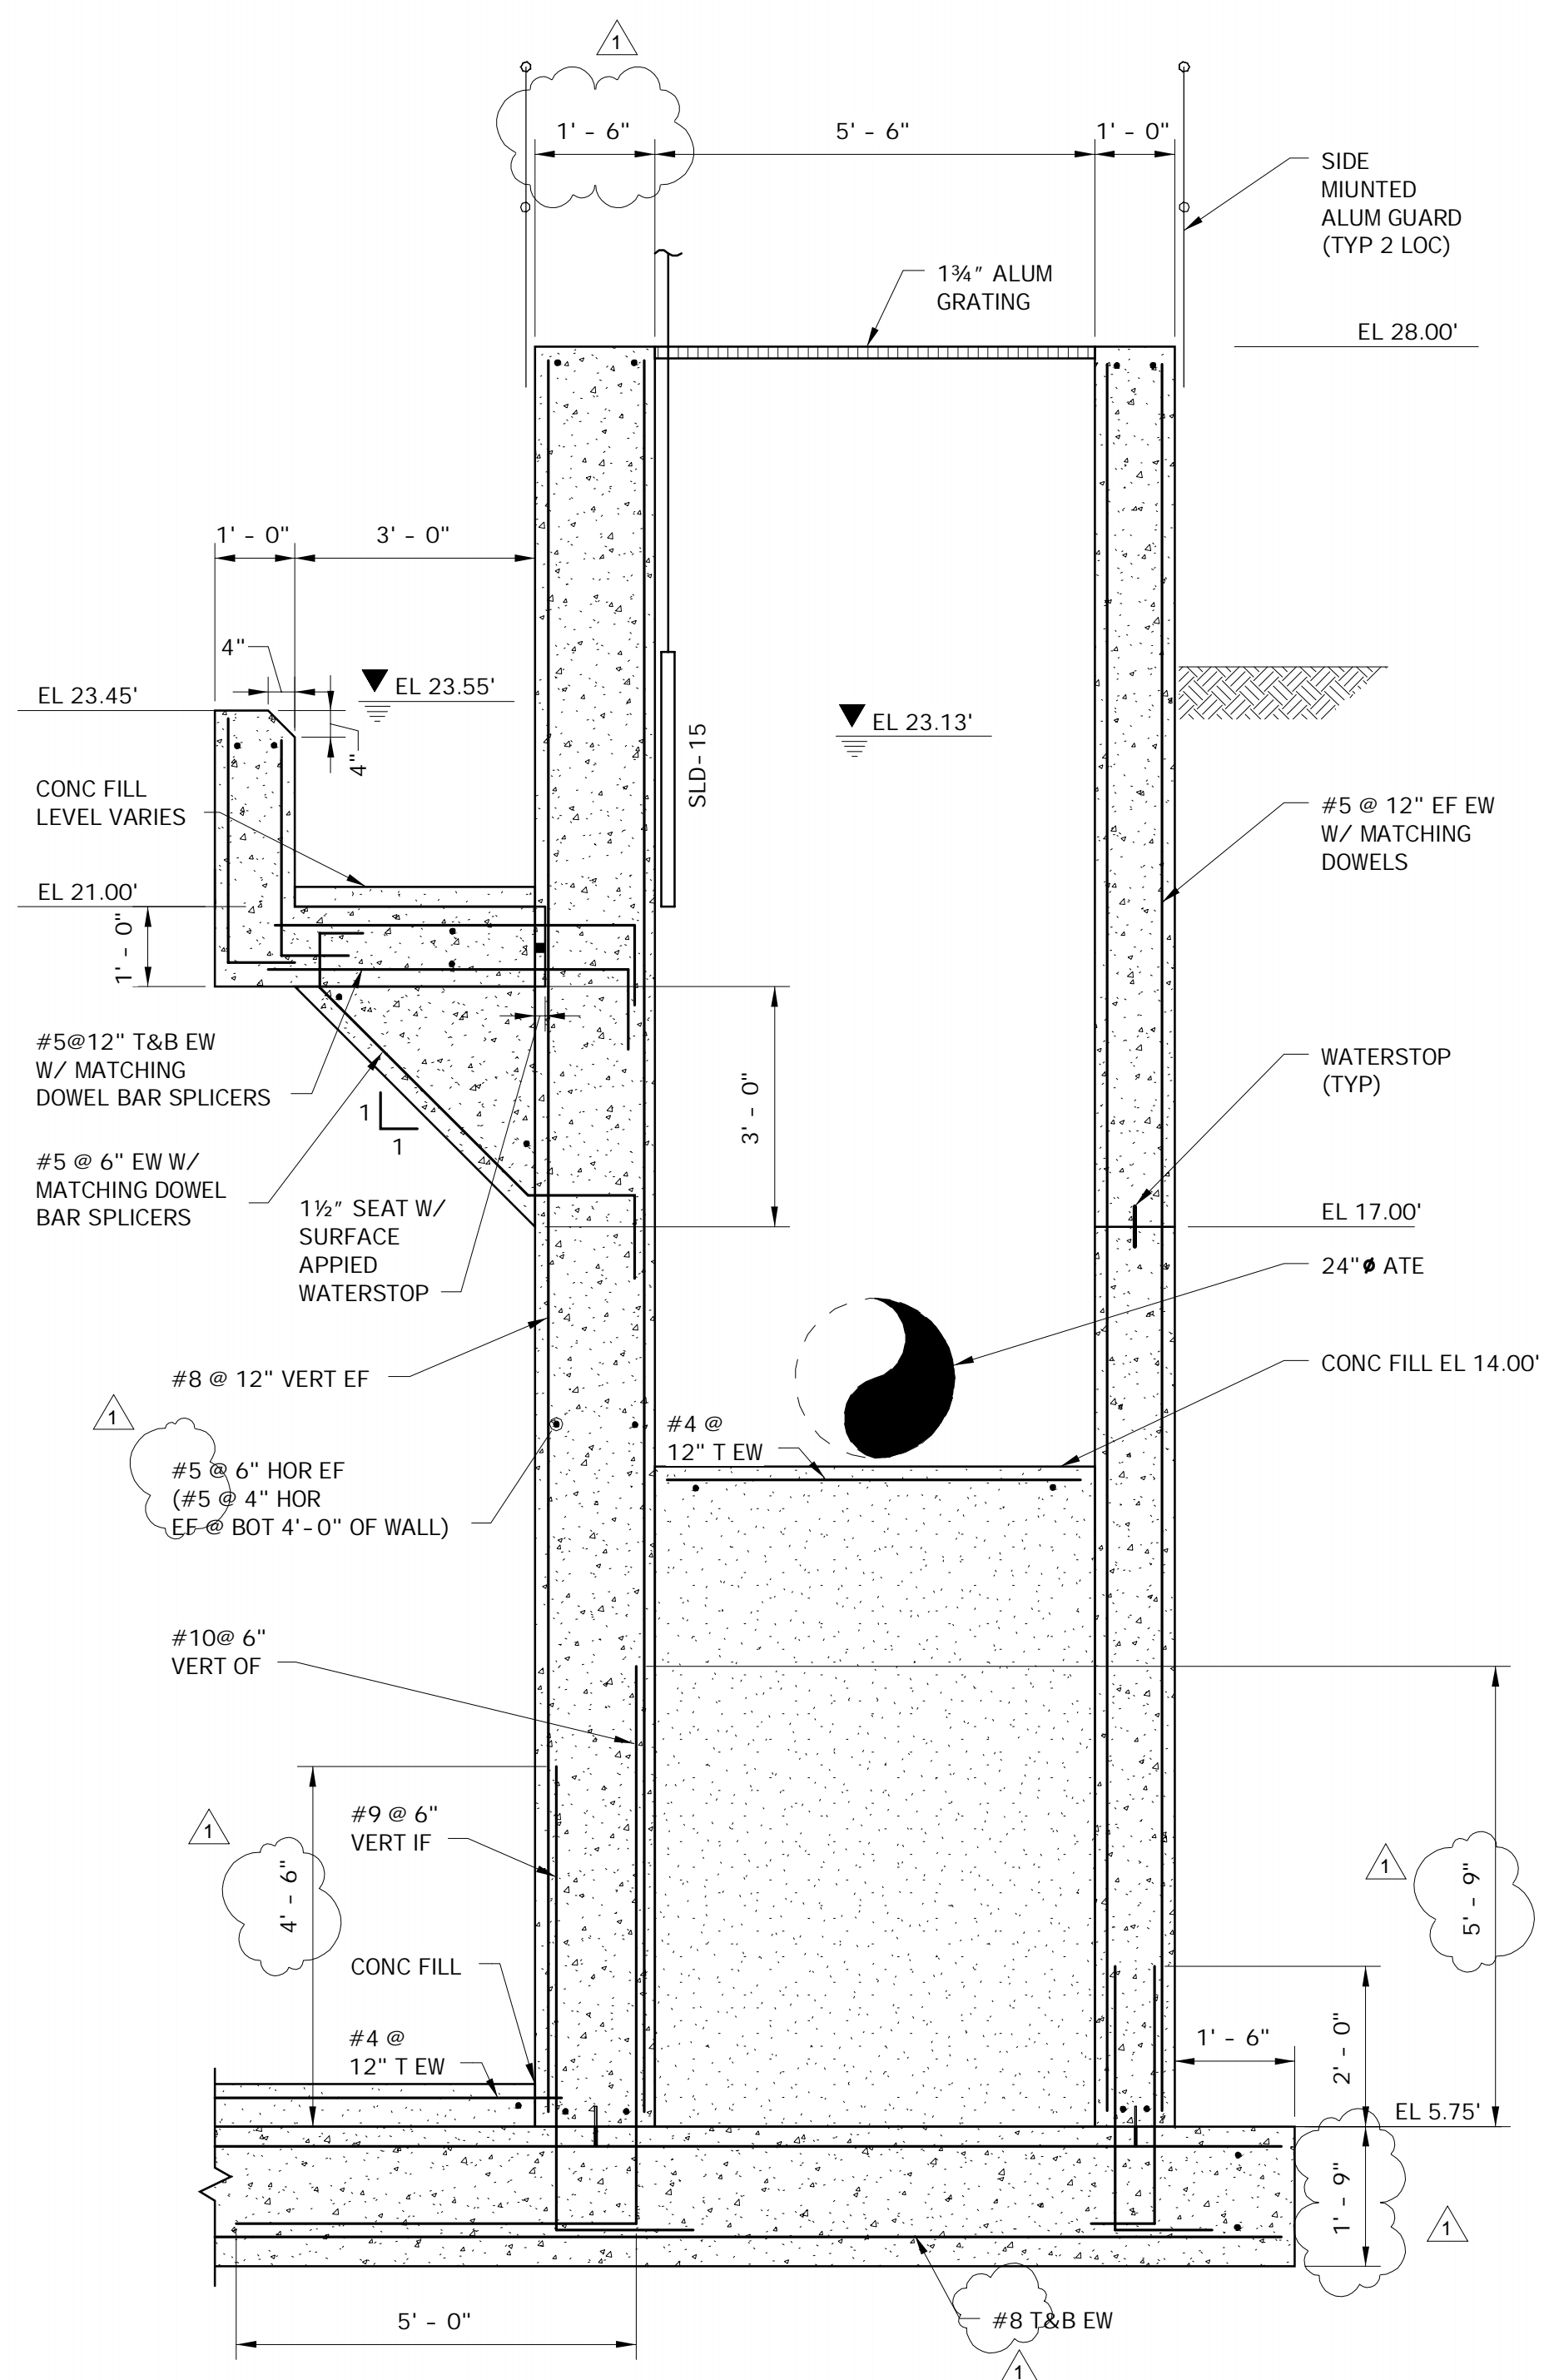 1
1' - 6"
5' - 6"
1' - 0"
SIDE
MIUNTED
ALUM GUARD
(TYP 2 LOC)
1¾" ALUM
GRATING
EL 28.00'
1' - 0"
3' - 0"
4"
EL 23.45'
EL 23.55'
4"
SLD-15
EL 23.13'
CONC FILL
LEVEL VARIES
#5 @ 12" EF EW
W/ MATCHING
DOWELS
EL 21.00'
1' - 0"
#5@12" T&B EW
W/ MATCHING
DOWEL BAR SPLICERS
1
1
3' - 0"
WATERSTOP
(TYP)
#5 @ 6" EW W/
MATCHING DOWEL
BAR SPLICERS
1½" SEAT W/
SURFACE
APPIED
WATERSTOP
EL 17.00'
24"Ø ATE
#8 @ 12" VERT EF
CONC FILL EL 14.00'
1
#5 @ 6" HOR EF
(#5 @ 4" HOR
EF @ BOT 4'-0" OF WALL)
#4 @
12" T EW
#10@ 6"
VERT OF
1
4' - 6"
#9 @ 6"
VERT IF
1
5' - 9"
CONC FILL
#4 @
12" T EW
1' - 6"
2' - 0"
EL 5.75'
1' - 9"
1
5' - 0"
#8 T&B EW
1